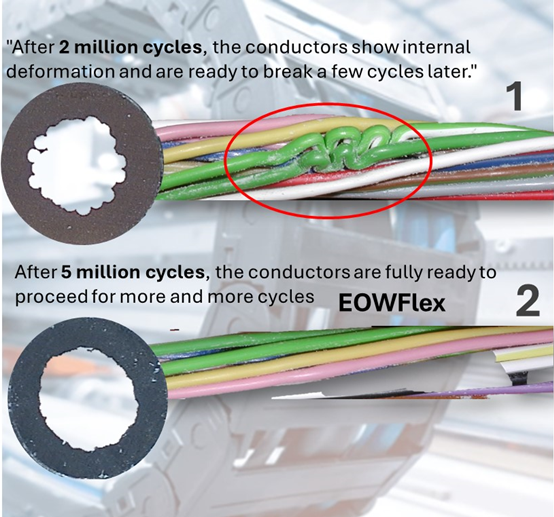 "After 2 million cycles, the conductors show internal
deformation and are ready to break a few cycles later."
1
After 5 million cycles, the conductors are fully ready to
proceed for more and more cycles
EOWFlex
2